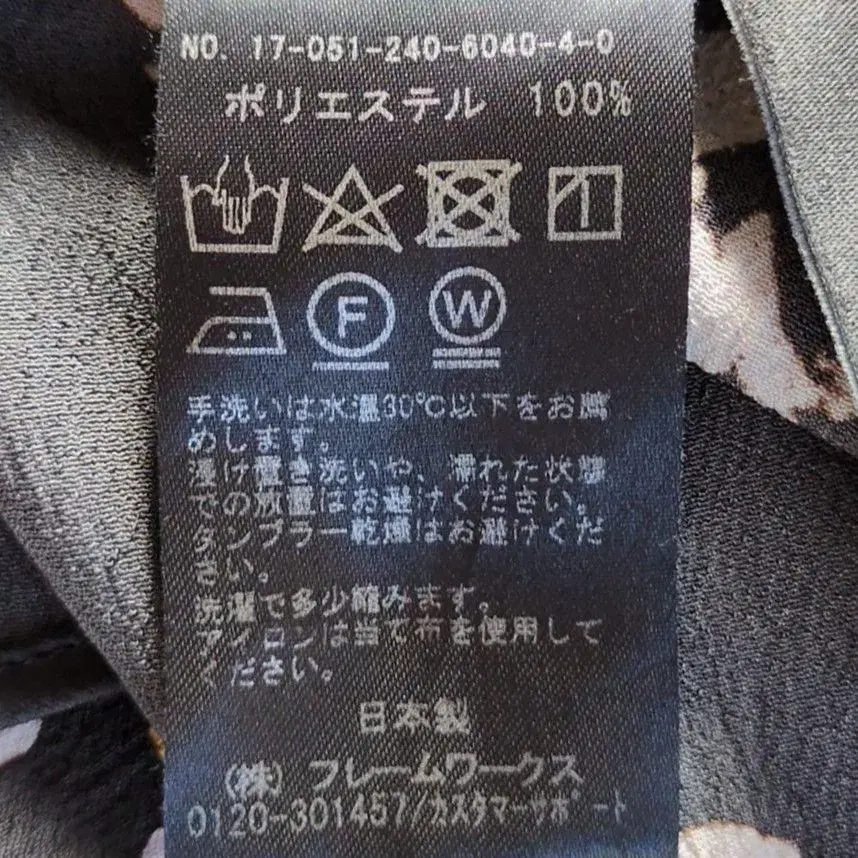 NO. 17-051-240-6040-4-0
ポリエステル 100%
F
W
手洗いは水温30℃以下をお薦
めします。
浸け置き洗いや、濡れた状態
での放置はお避けください。
タンブラー乾燥はお避けくだ
さい。
洗濯で多少縮みます。
アイロンは当て布を使用して
ください。
日本製
(株) フレームワークス
0120-301457/カスタマーサポート